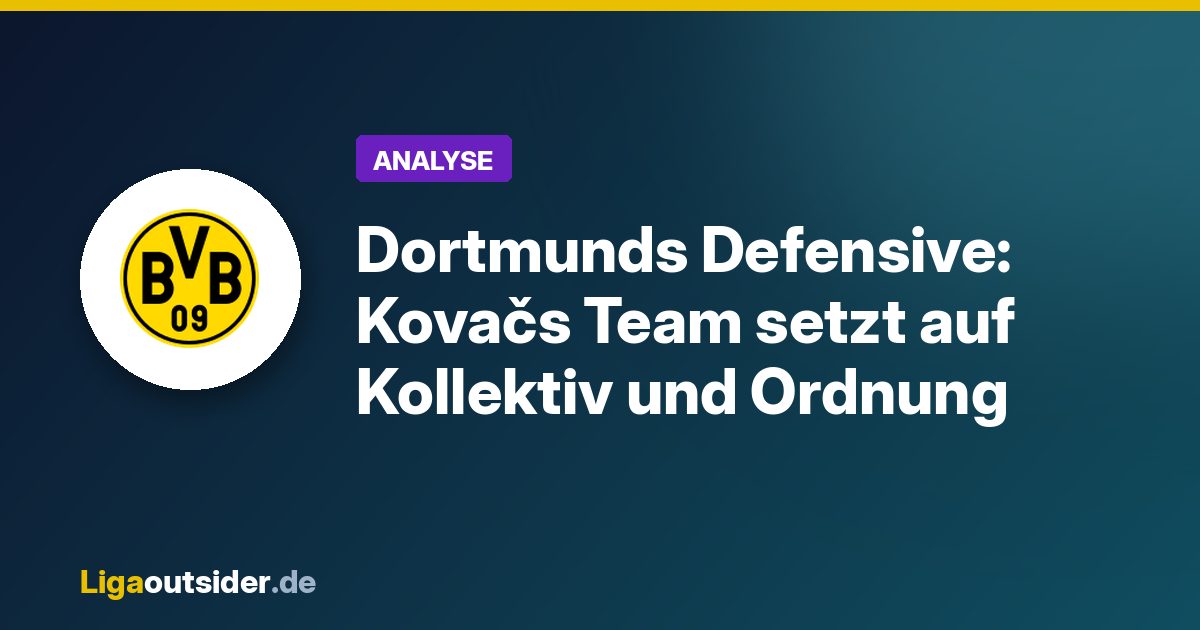 ANALYSE
BVB
09
Dortmunds Defensive:
Kovačs Team setzt auf
Kollektiv und Ordnung
Ligaoutsider.de